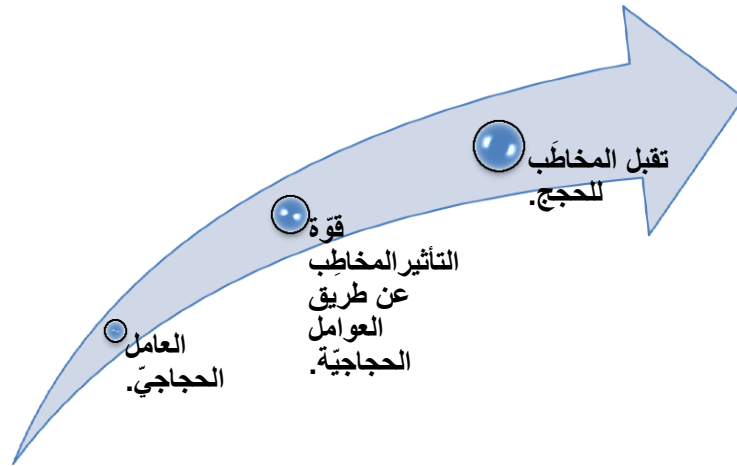 العامل
الحجاجيّ.
قوّة
التأثيرالمخاطِب
عن طريق
العوامل
الحجاجيّة.
تقبل المخاطَب
للحجج.